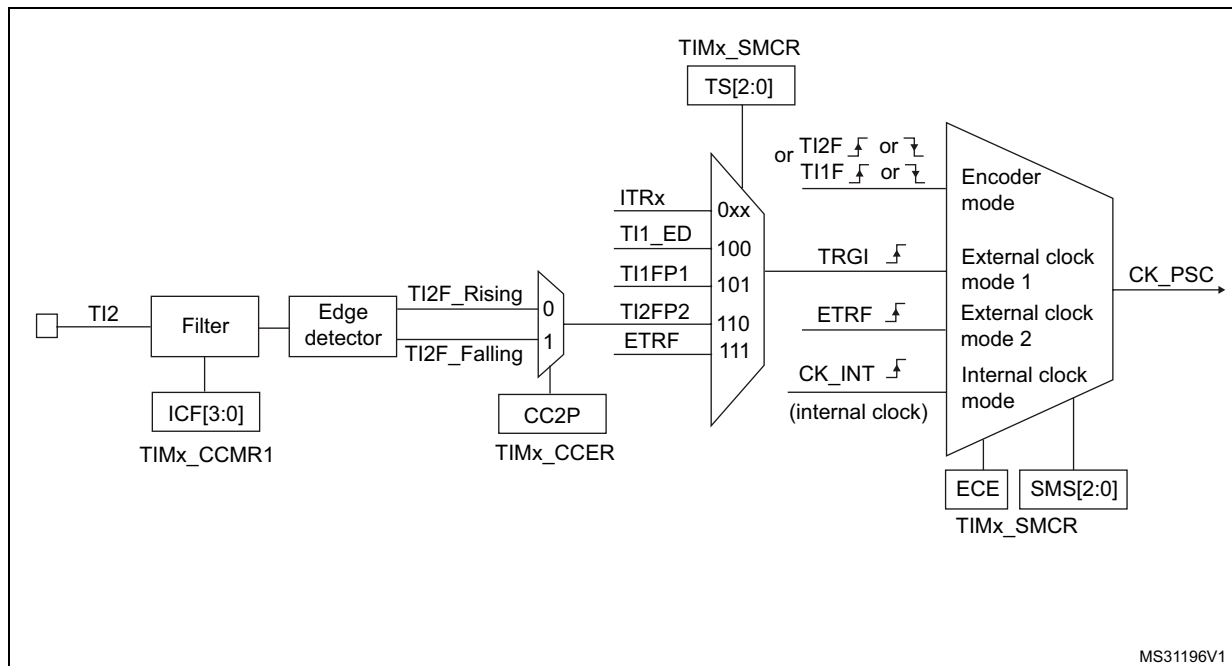 TIMx_SMCR
TS[2:0]
or TI2F or
TI1F or
Encoder
mode
ITRx
0xx
TI1_ED
100
TRGI
External clock
mode 1
CK_PSC
TI1FP1
101
TI2F_Rising
0
TI2FP2
110
ETRF
External clock
mode 2
TI2
Filter
Edge
detector
1
ETRF
111
TI2F_Falling
CK_INT
Internal clock
mode
(internal clock)
ICF[3:0]
CC2P
TIMx_CCMR1
TIMx_CCER
ECE
SMS[2:0]
TIMx_SMCR
MS31196V1